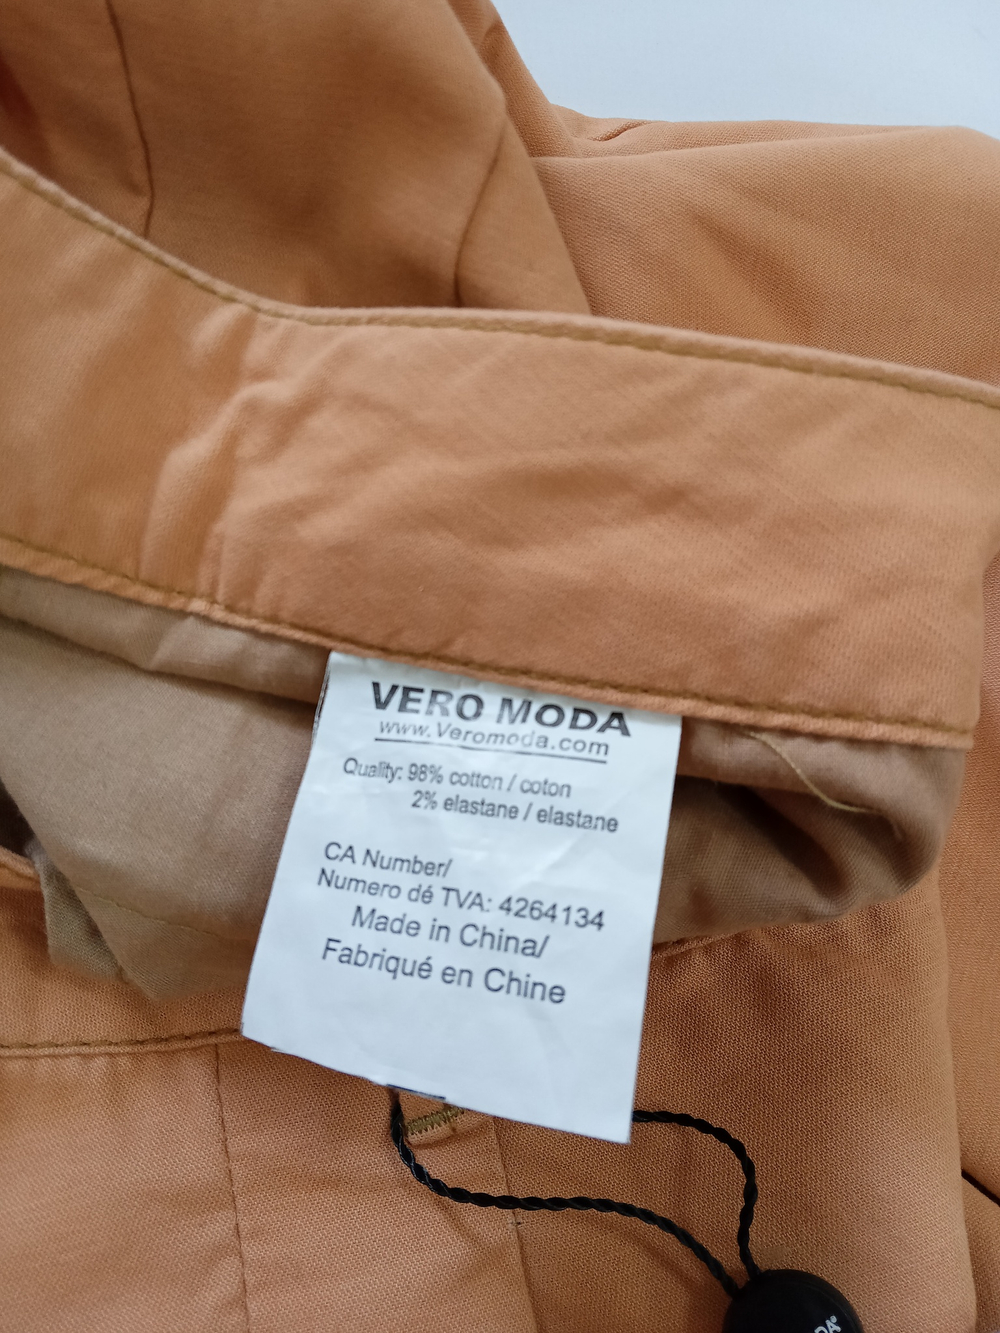 VERO MODA
www.Veromoda.com
Quality: 98% cotton / coton
2% elastane / elastane
CA Number/
Numero dé TVA: 4264134
Made in China/
Fabriqué en Chine